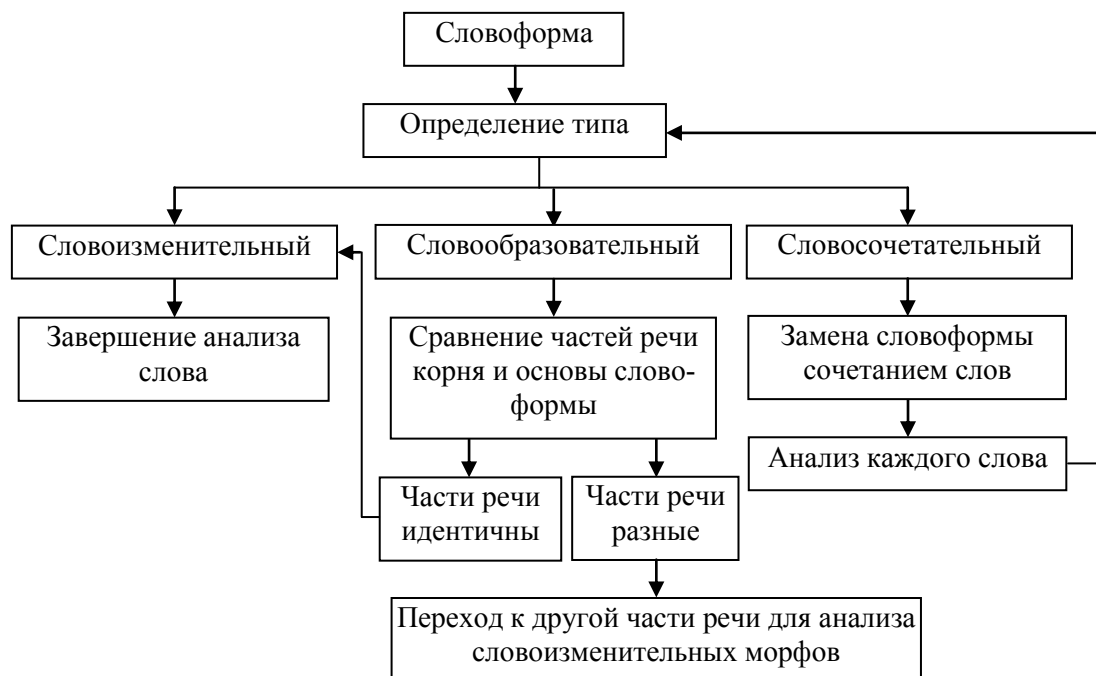 Словоформа
Определение типа
Словоизменительный
Словообразовательный
Словосочетательный
Завершение анализа
слова
Сравнение частей речи
корня и основы слово-
формы
Замена словоформы
сочетанием слов
Анализ каждого слова
Части речи
идентичны
Части речи
разные
Переход к другой части речи для анализа
словоизменительных морфов